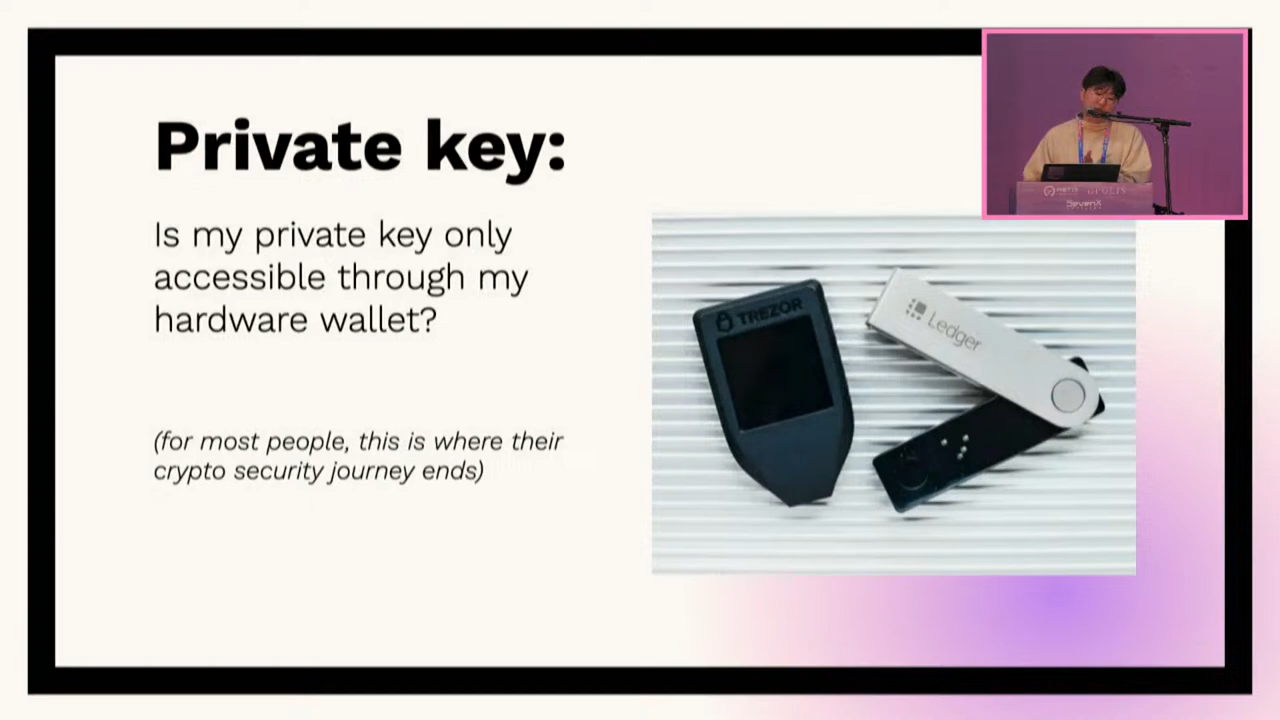 Private key:
Is my private key only
accessible through my
hardware wallet?
(for most people, this is where their
crypto security journey ends)
TREZOR
Ledger
SevenX